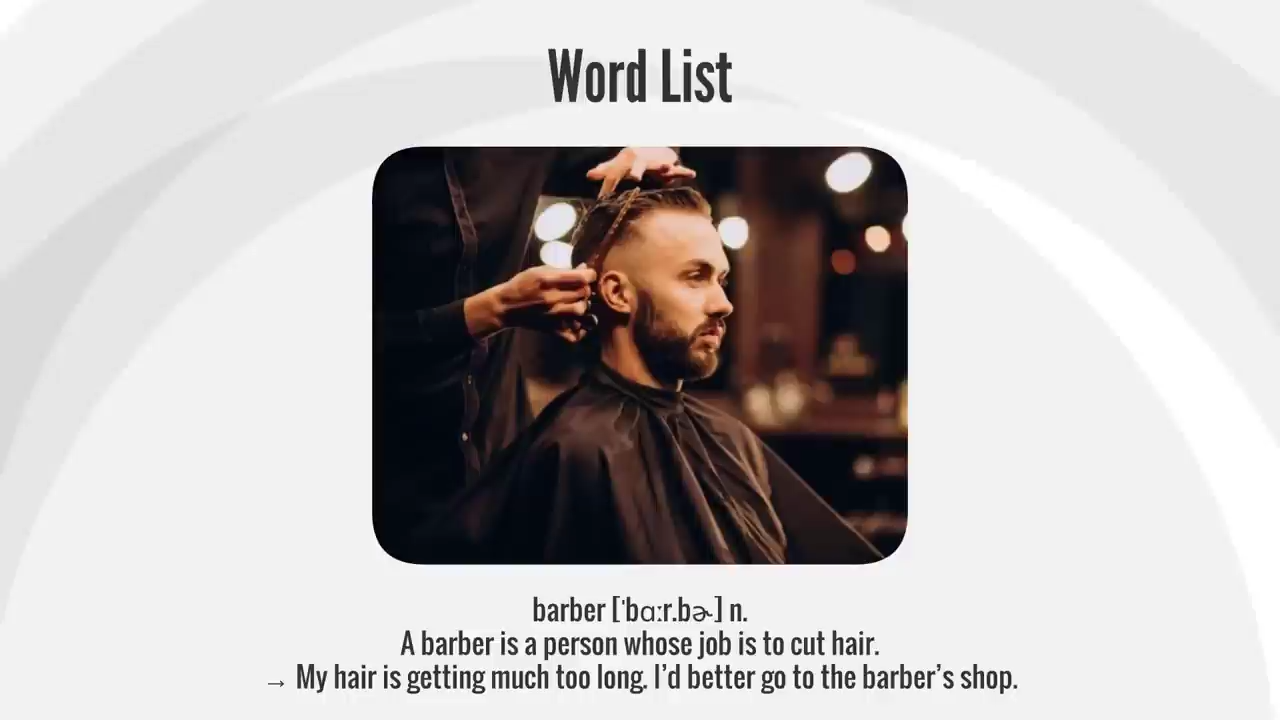 Word List
barber [ˈbɑːr.bɚ] n.
A barber is a person whose job is to cut hair.
→ My hair is getting much too long. I’d better go to the barber’s shop.